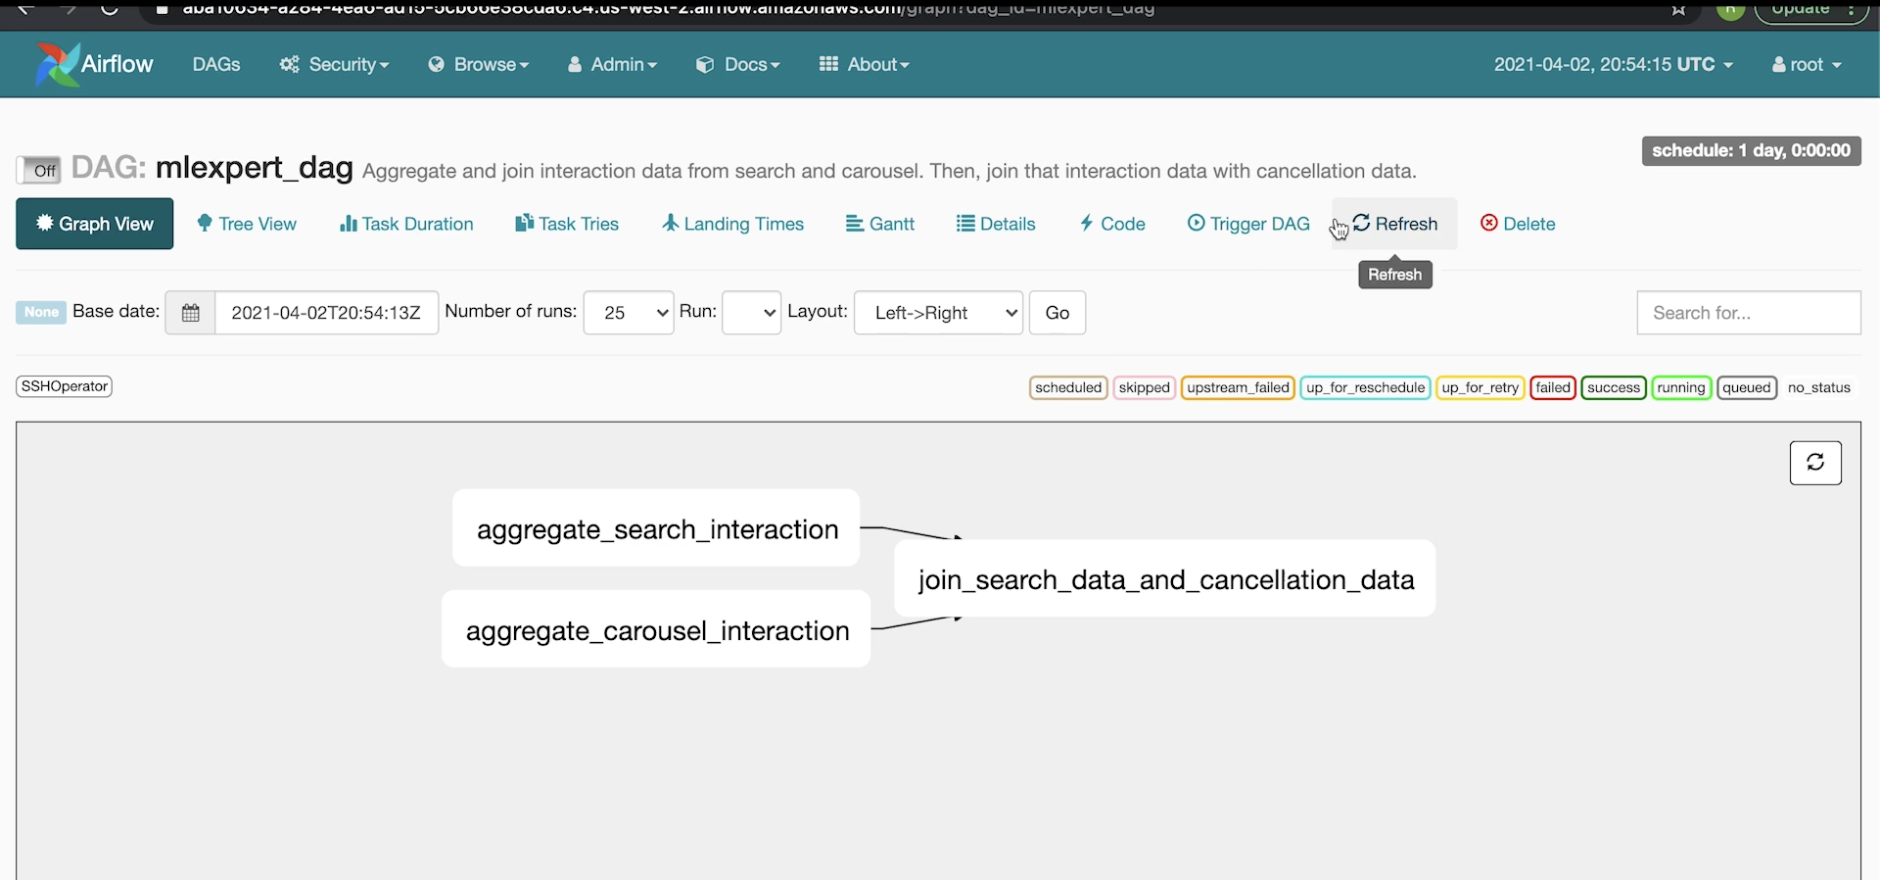 aba10634-a284-4ea6-ad15-5cb66e38cda6.c4.us-west-2.airflow.amazonaws.com/graph?dag_id=mlexpert_dag
R
Update
Airflow DAGs Security Browse Admin Docs About 2021-04-02, 20:54:15 UTC root
schedule: 1 day, 0:00:00
Off DAG: mlexpert_dag Aggregate and join interaction data from search and carousel. Then, join that interaction data with cancellation data.
Graph View Tree View Task Duration Task Tries Landing Times Gantt Details Code Trigger DAG Refresh Delete
Refresh
None Base date: 2021-04-02T20:54:13Z Number of runs: 25 Run: Layout: Left->Right Go Search for...
SSHOperator scheduled skipped upstream_failed up_for_reschedule up_for_retry failed success running queued no_status
aggregate_search_interaction
join_search_data_and_cancellation_data
aggregate_carousel_interaction